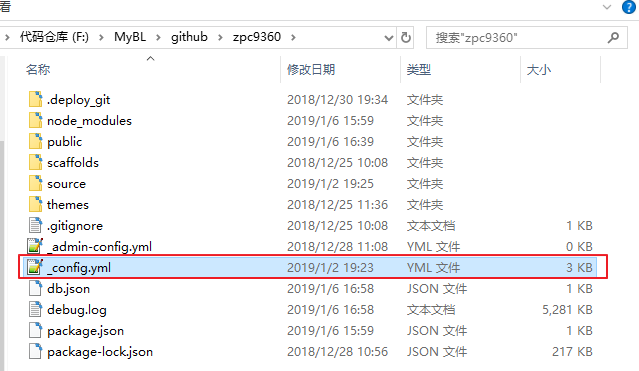 看
代码仓库 (F:) MyBL github zpc9360 搜索"zpc9360"
名称 修改日期 类型 大小
.deploy_git 2018/12/30 19:34 文件夹
node_modules 2019/1/6 15:59 文件夹
public 2019/1/6 16:39 文件夹
scaffolds 2018/12/25 10:08 文件夹
source 2019/1/2 19:25 文件夹
themes 2018/12/25 11:36 文件夹
.gitignore 2018/12/25 10:08 文本文档 1 KB
_admin-config.yml 2018/12/28 11:08 YML 文件 0 KB
_config.yml 2019/1/2 19:23 YML 文件 3 KB
db.json 2019/1/6 16:58 JSON 文件 1 KB
debug.log 2019/1/6 16:58 文本文档 5,281 KB
package.json 2019/1/6 15:59 JSON 文件 1 KB
package-lock.json 2018/12/28 10:56 JSON 文件 217 KB